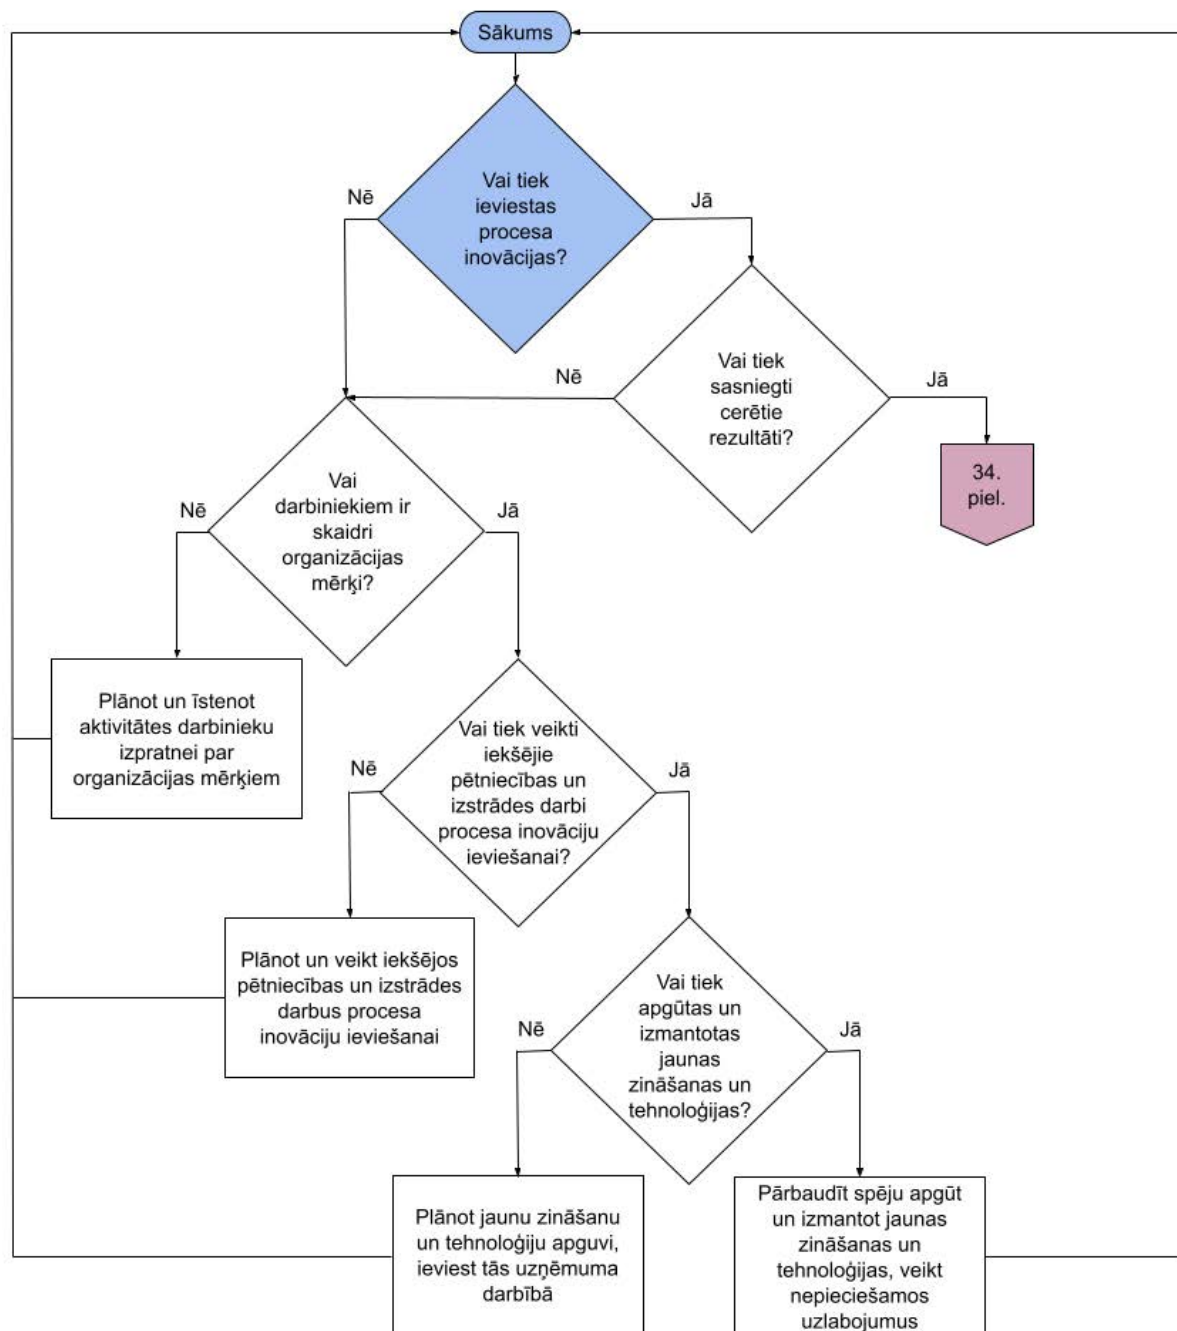 Sākums
Vai tiek
ieviestas
procesa
inovācijas?
Nē
Jā
Vai tiek
sasniegti
cerētie
rezultāti?
Nē
Jā
34.
piel.
Vai
darbiniekiem ir
skaidri
organizācijas
mērķi?
Nē
Jā
Plānot un īstenot
aktivitātes darbinieku
izpratnei par
organizācijas mērķiem
Vai tiek veikti
iekšējie
pētniecības un
izstrādes darbi
procesa inovāciju
ieviešanai?
Nē
Jā
Plānot un veikt iekšējos
pētniecības un izstrādes
darbus procesa
inovāciju ieviešanai
Vai tiek
apgūtas un
izmantotas
jaunas
zināšanas un
tehnoloģijas?
Nē
Jā
Plānot jaunu zināšanu
un tehnoloģiju apguvi,
ieviest tās uzņēmuma
darbībā
Pārbaudīt spēju apgūt
un izmantot jaunas
zināšanas un
tehnoloģijas, veikt
nepieciešamos
uzlabojumus